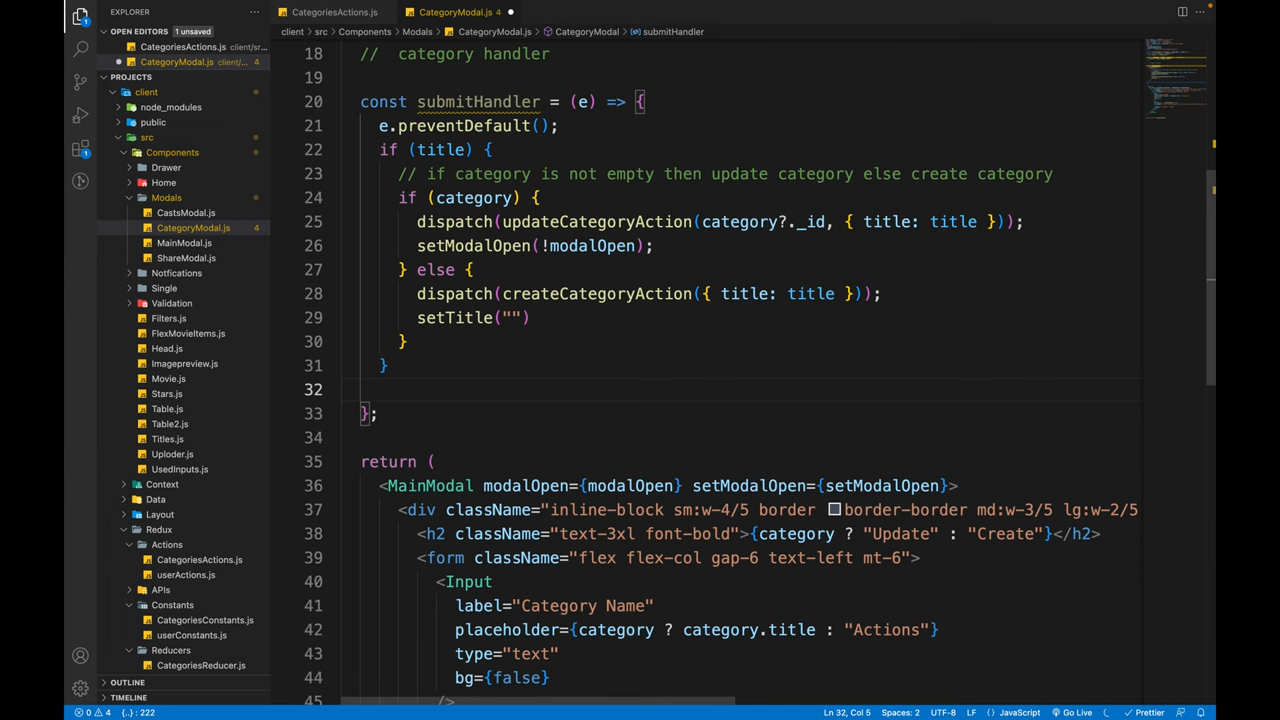 EXPLORER
CategoriesActions.js
CategoryModal.js 4
OPEN EDITORS 1 unsaved
client > src > Components > Modals > CategoryModal.js > CategoryModal > submitHandler
CategoriesActions.js client/sr...
CategoryModal.js client/... 4
PROJECTS
client
node_modules
public
src
Components
Drawer
Home
Modals
CastsModal.js
CategoryModal.js 4
MainModal.js
ShareModal.js
Notfications
Single
Validation
Filters.js
FlexMovieItems.js
Head.js
Imagepreview.js
Movie.js
Stars.js
Table.js
Table2.js
Titles.js
Uploder.js
UsedInputs.js
Context
Data
Layout
Redux
Actions
CategoriesActions.js
userActions.js
APIs
Constants
CategoriesConstants.js
userConstants.js
Reducers
CategoriesReducer.js
OUTLINE
TIMELINE
18 // category handler
19
20 const submitHandler = (e) => {
21 e.preventDefault();
22 if (title) {
23 // if category is not empty then update category else create category
24 if (category) {
25 dispatch(updateCategoryAction(category?._id, { title: title }));
26 setModalOpen(!modalOpen);
27 } else {
28 dispatch(createCategoryAction({ title: title }));
29 setTitle("")
30 }
31 }
32
33 };
34
35 return (
36 <MainModal modalOpen={modalOpen} setModalOpen={setModalOpen}>
37 <div className="inline-block sm:w-4/5 border border-border md:w-3/5 lg:w-2/5
38 <h2 className="text-3xl font-bold">{category ? "Update" : "Create"}</h2>
39 <form className="flex flex-col gap-6 text-left mt-6">
40 <Input
41 label="Category Name"
42 placeholder={category ? category.title : "Actions"}
43 type="text"
44 bg={false}
45 />
0 4 {..} : 222
Ln 32, Col 5 Spaces: 2 UTF-8 LF {} JavaScript Go Live Prettier